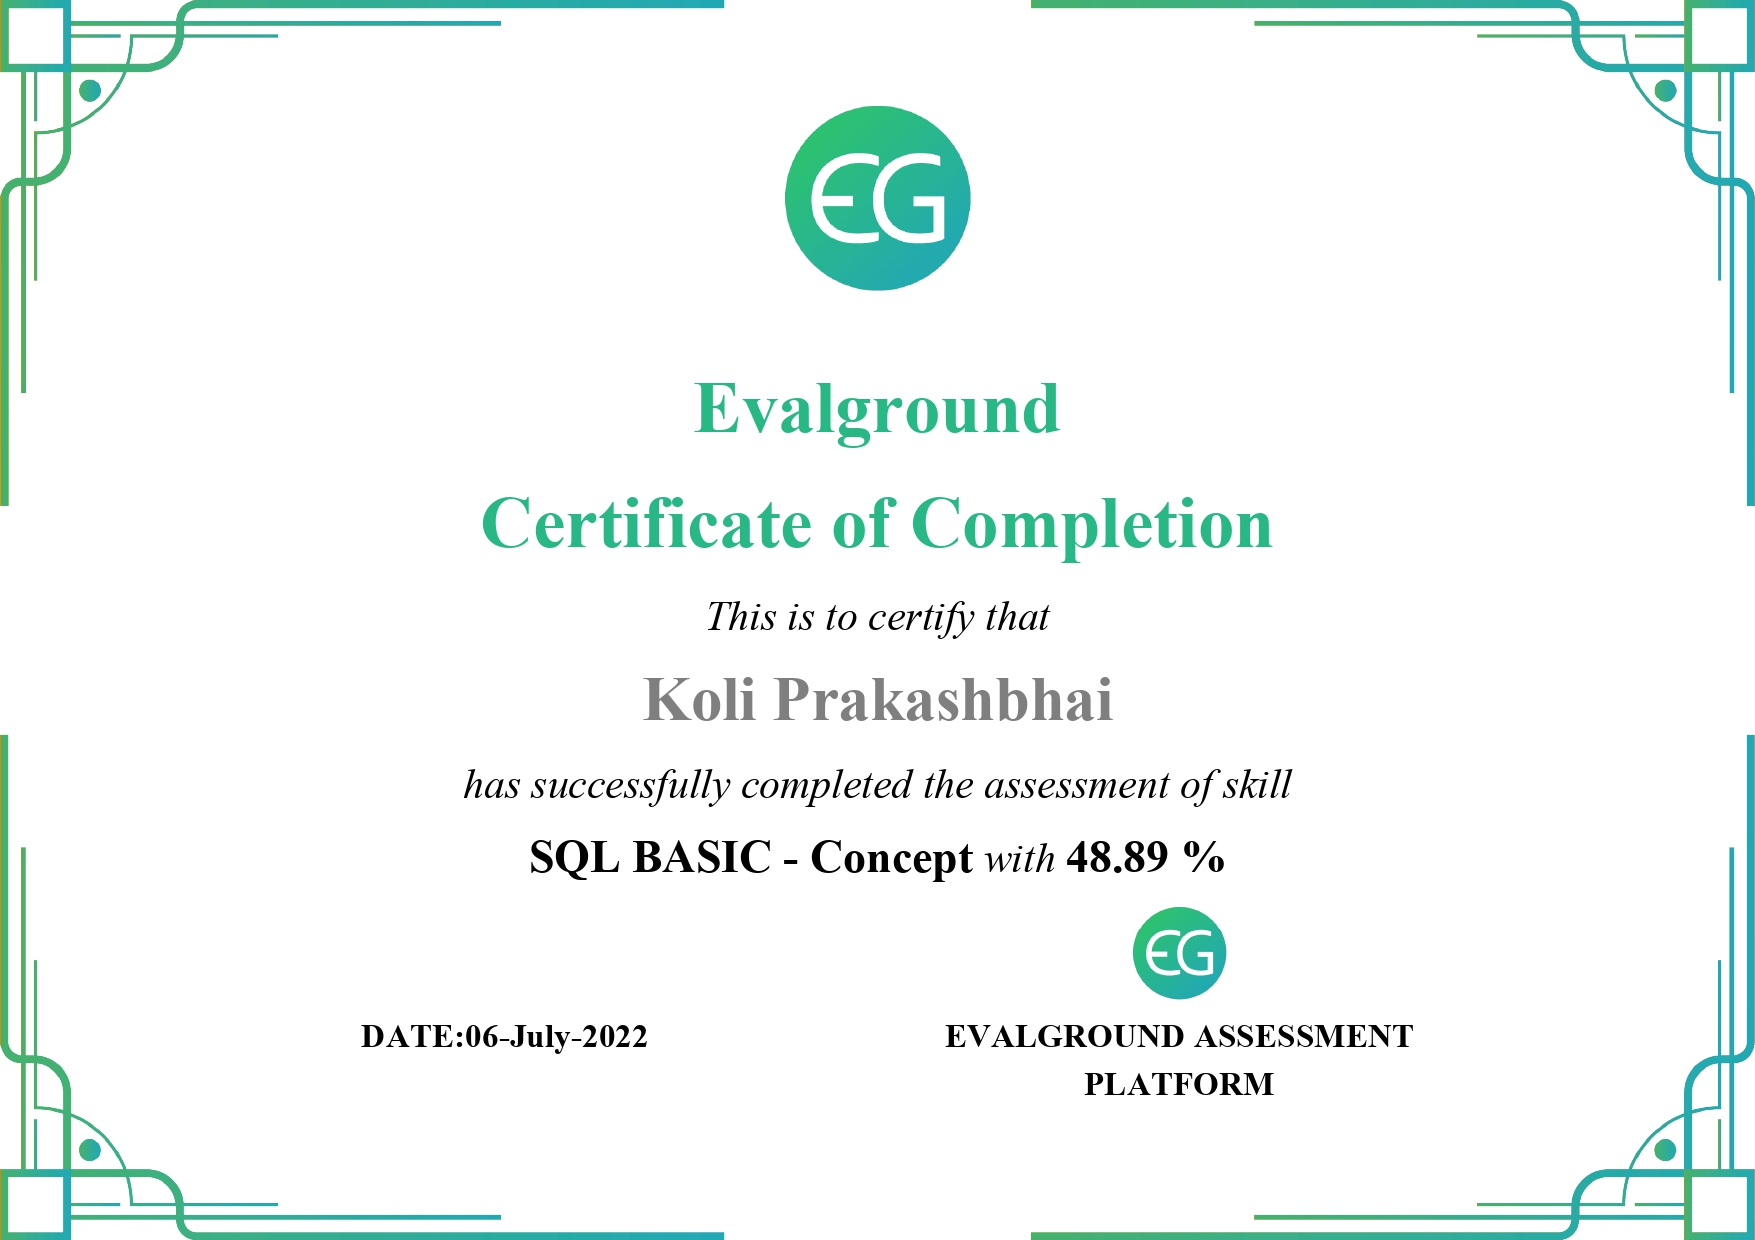 EG
Evalground
Certificate of Completion
This is to certify that
Koli Prakashbhai
has successfully completed the assessment of skill
SQL BASIC - Concept with 48.89 %
EG
DATE:06-July-2022
EVALGROUND ASSESSMENT
PLATFORM